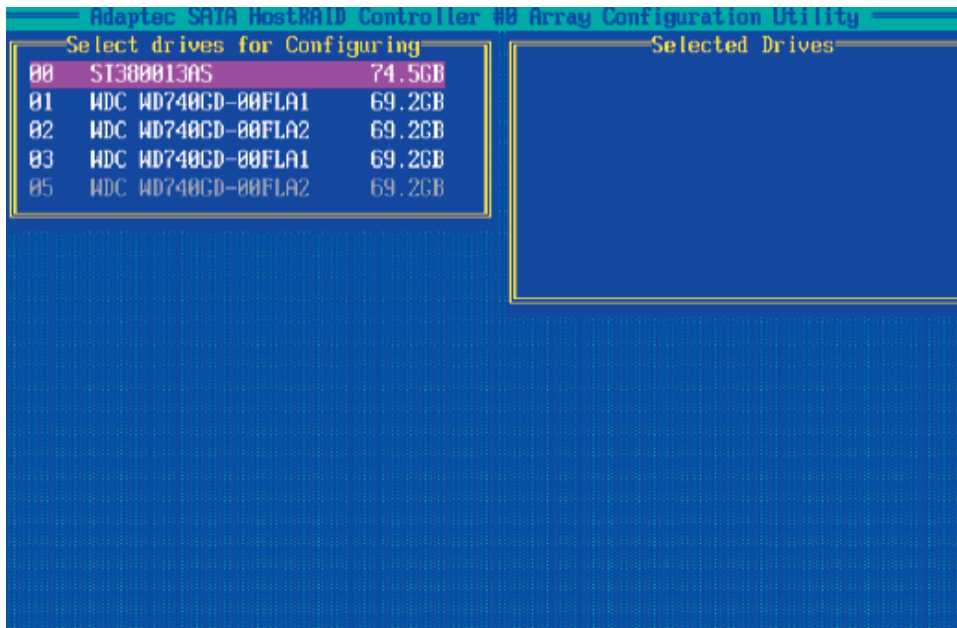 Adaptec SATA HostRAID Controller #0 Array Configuration Utility
Select drives for Configuring
00 ST380013AS 74.5GB
01 WDC WD740GD-00FLA1 69.2GB
02 WDC WD740GD-00FLA2 69.2GB
03 WDC WD740GD-00FLA1 69.2GB
05 WDC WD740GD-00FLA2 69.2GB
Selected Drives